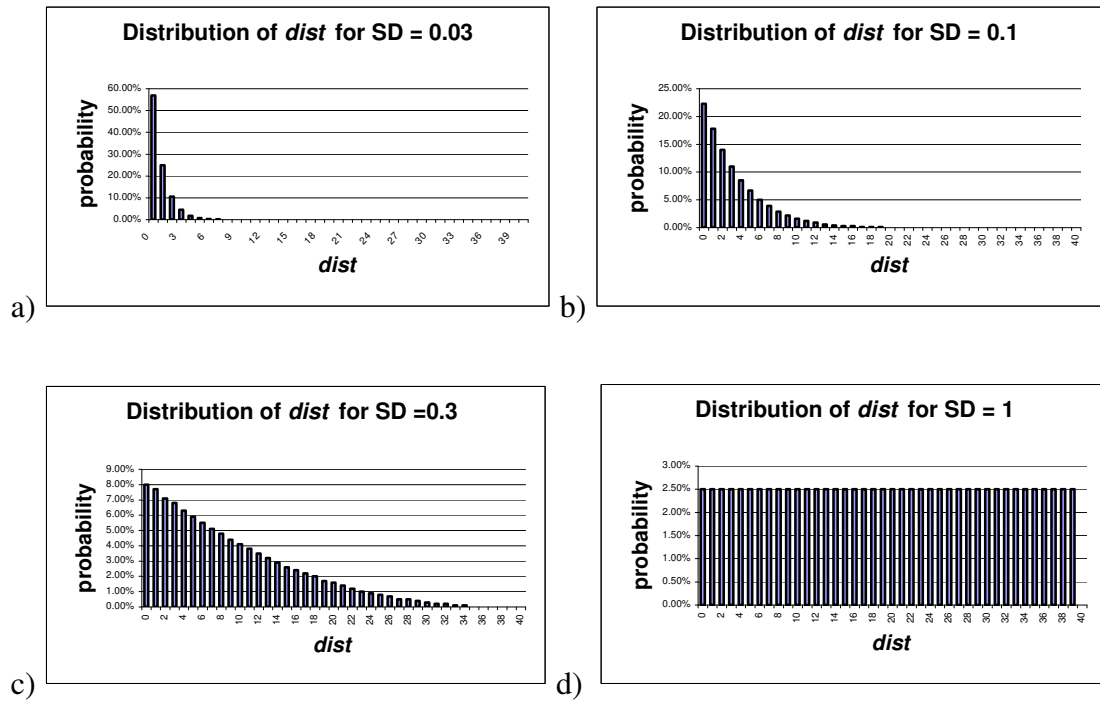 Distribution of dist for SD = 0.03
60.00%
50.00%
40.00%
30.00%
20.00%
10.00%
0.00%
probability
0 3 6 9 12 15 18 21 24 27 30 33 36 39
dist
a)
Distribution of dist for SD = 0.1
25.00%
20.00%
15.00%
10.00%
5.00%
0.00%
probability
0 2 4 6 8 10 12 14 16 18 20 22 24 26 28 30 32 34 36 38 40
dist
b)
Distribution of dist for SD =0.3
9.00%
8.00%
7.00%
6.00%
5.00%
4.00%
3.00%
2.00%
1.00%
0.00%
probability
0 2 4 6 8 10 12 14 16 18 20 22 24 26 28 30 32 34 36 38 40
dist
c)
Distribution of dist for SD = 1
3.00%
2.50%
2.00%
1.50%
1.00%
0.50%
0.00%
probability
0 2 4 6 8 10 12 14 16 18 20 22 24 26 28 30 32 34 36 38 40
dist
d)